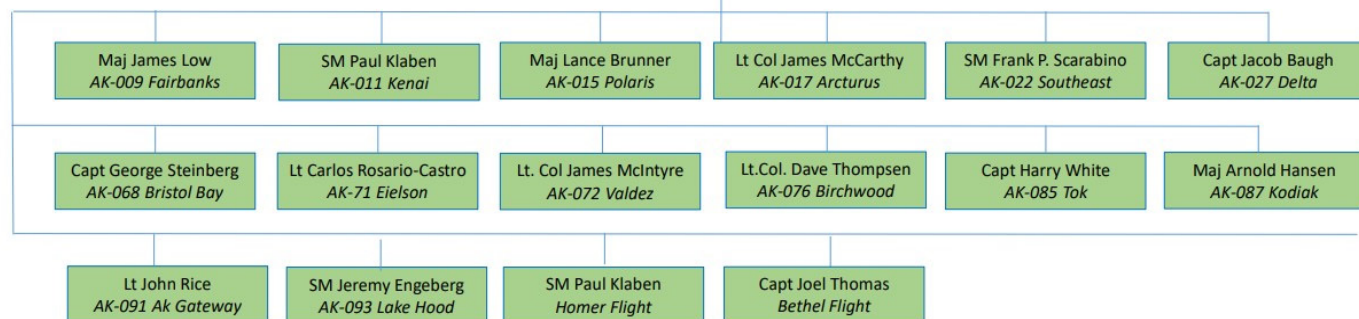 Maj James Low
AK-009 Fairbanks
SM Paul Klaben
AK-011 Kenai
Maj Lance Brunner
AK-015 Polaris
Lt Col James McCarthy
AK-017 Arcturus
SM Frank P. Scarabino
AK-022 Southeast
Capt Jacob Baugh
AK-027 Delta
Capt George Steinberg
AK-068 Bristol Bay
Lt Carlos Rosario-Castro
AK-71 Eielson
Lt. Col James McIntyre
AK-072 Valdez
Lt.Col. Dave Thompsen
AK-076 Birchwood
Capt Harry White
AK-085 Tok
Maj Arnold Hansen
AK-087 Kodiak
Lt John Rice
AK-091 Ak Gateway
SM Jeremy Engeberg
AK-093 Lake Hood
SM Paul Klaben
Homer Flight
Capt Joel Thomas
Bethel Flight